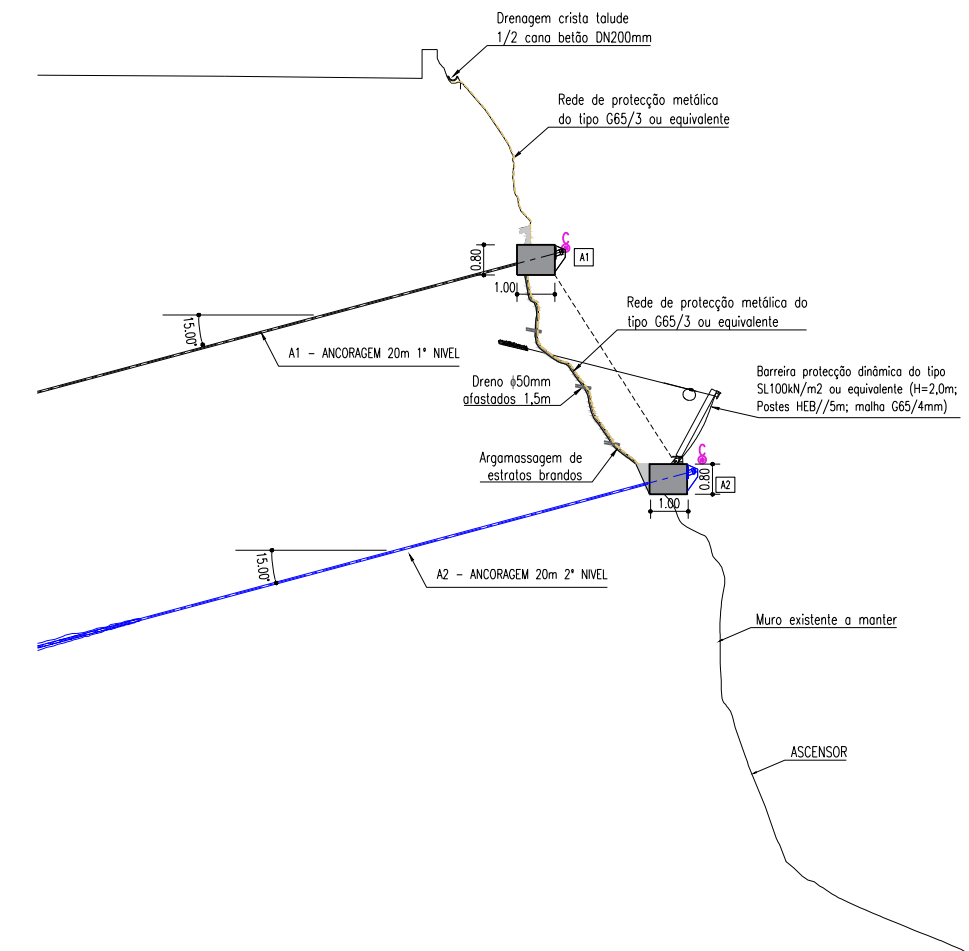 Drenagem crista talude
1/2 cana betão DN200mm
Rede de protecção metálica
do tipo G65/3 ou equivalente
0.80
A1
1.00
Rede de protecção metálica do
tipo G65/3 ou equivalente
15.00°
A1 - ANCORAGEM 20m 1° NIVEL
Barreira protecção dinâmica do tipo
SL100kN/m2 ou equivalente (H=2,0m;
Postes HEB//5m; malha G65/4mm)
Dreno ϕ50mm
afastados 1,5m
Argamassagem de
estratos brandos
0.80
A2
1.00
15.00°
A2 - ANCORAGEM 20m 2° NIVEL
Muro existente a manter
ASCENSOR